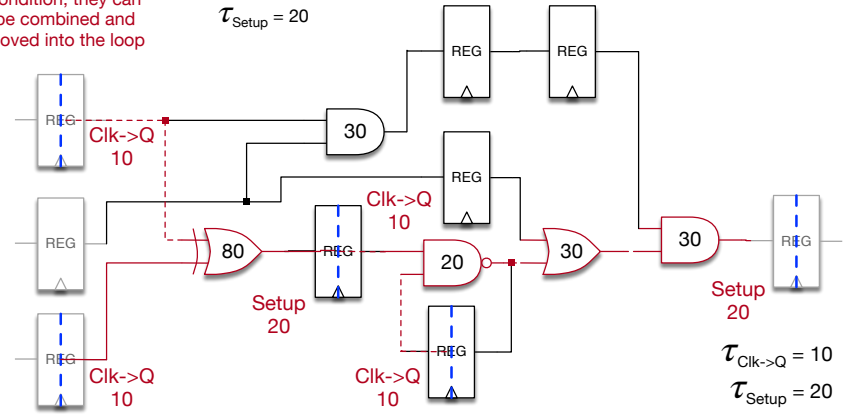 condition, they can
be combined and
moved into the loop
τSetup = 20
REG
REG
REG
Clk->Q
10
30
REG
Clk->Q
10
REG
80
REG
20
30
30
REG
Setup
20
Setup
20
REG
Clk->Q
10
REG
Clk->Q
10
τClk->Q = 10
τSetup = 20